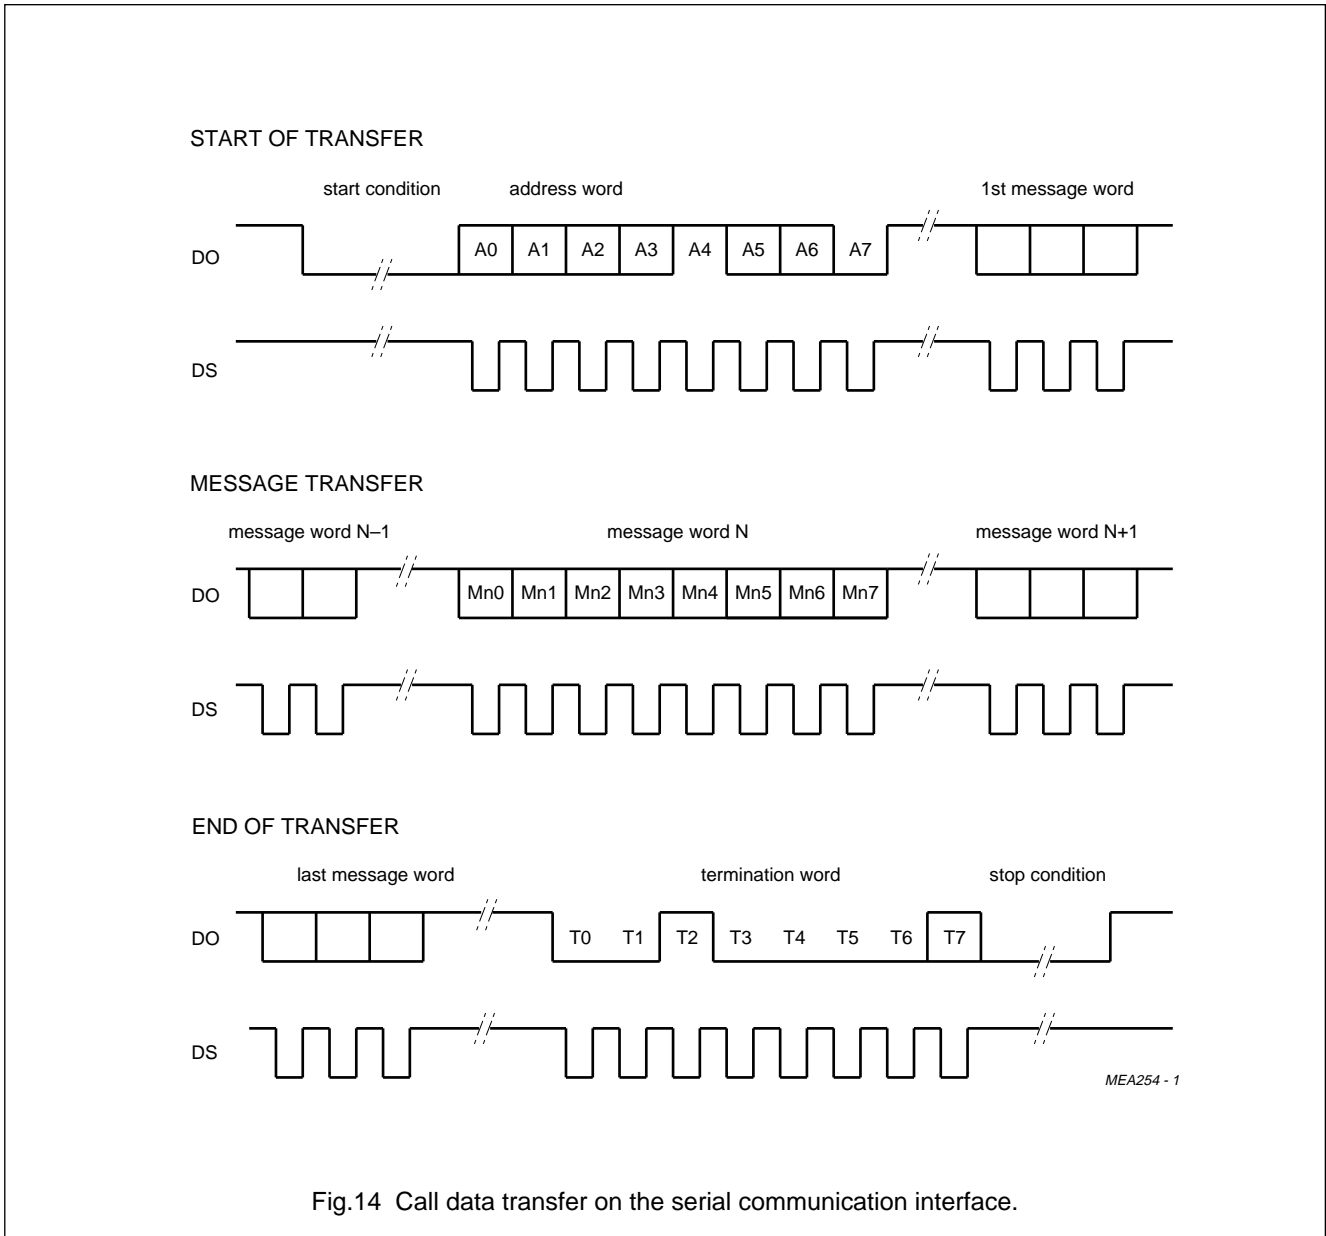 START OF TRANSFER
start condition address word 1st message word
DO A0 A1 A2 A3 A4 A5 A6 A7
DS
MESSAGE TRANSFER
message word N–1 message word N message word N+1
DO Mn0 Mn1 Mn2 Mn3 Mn4 Mn5 Mn6 Mn7
DS
END OF TRANSFER
last message word termination word stop condition
DO T0 T1 T2 T3 T4 T5 T6 T7
DS
MEA254 - 1
Fig.14 Call data transfer on the serial communication interface.